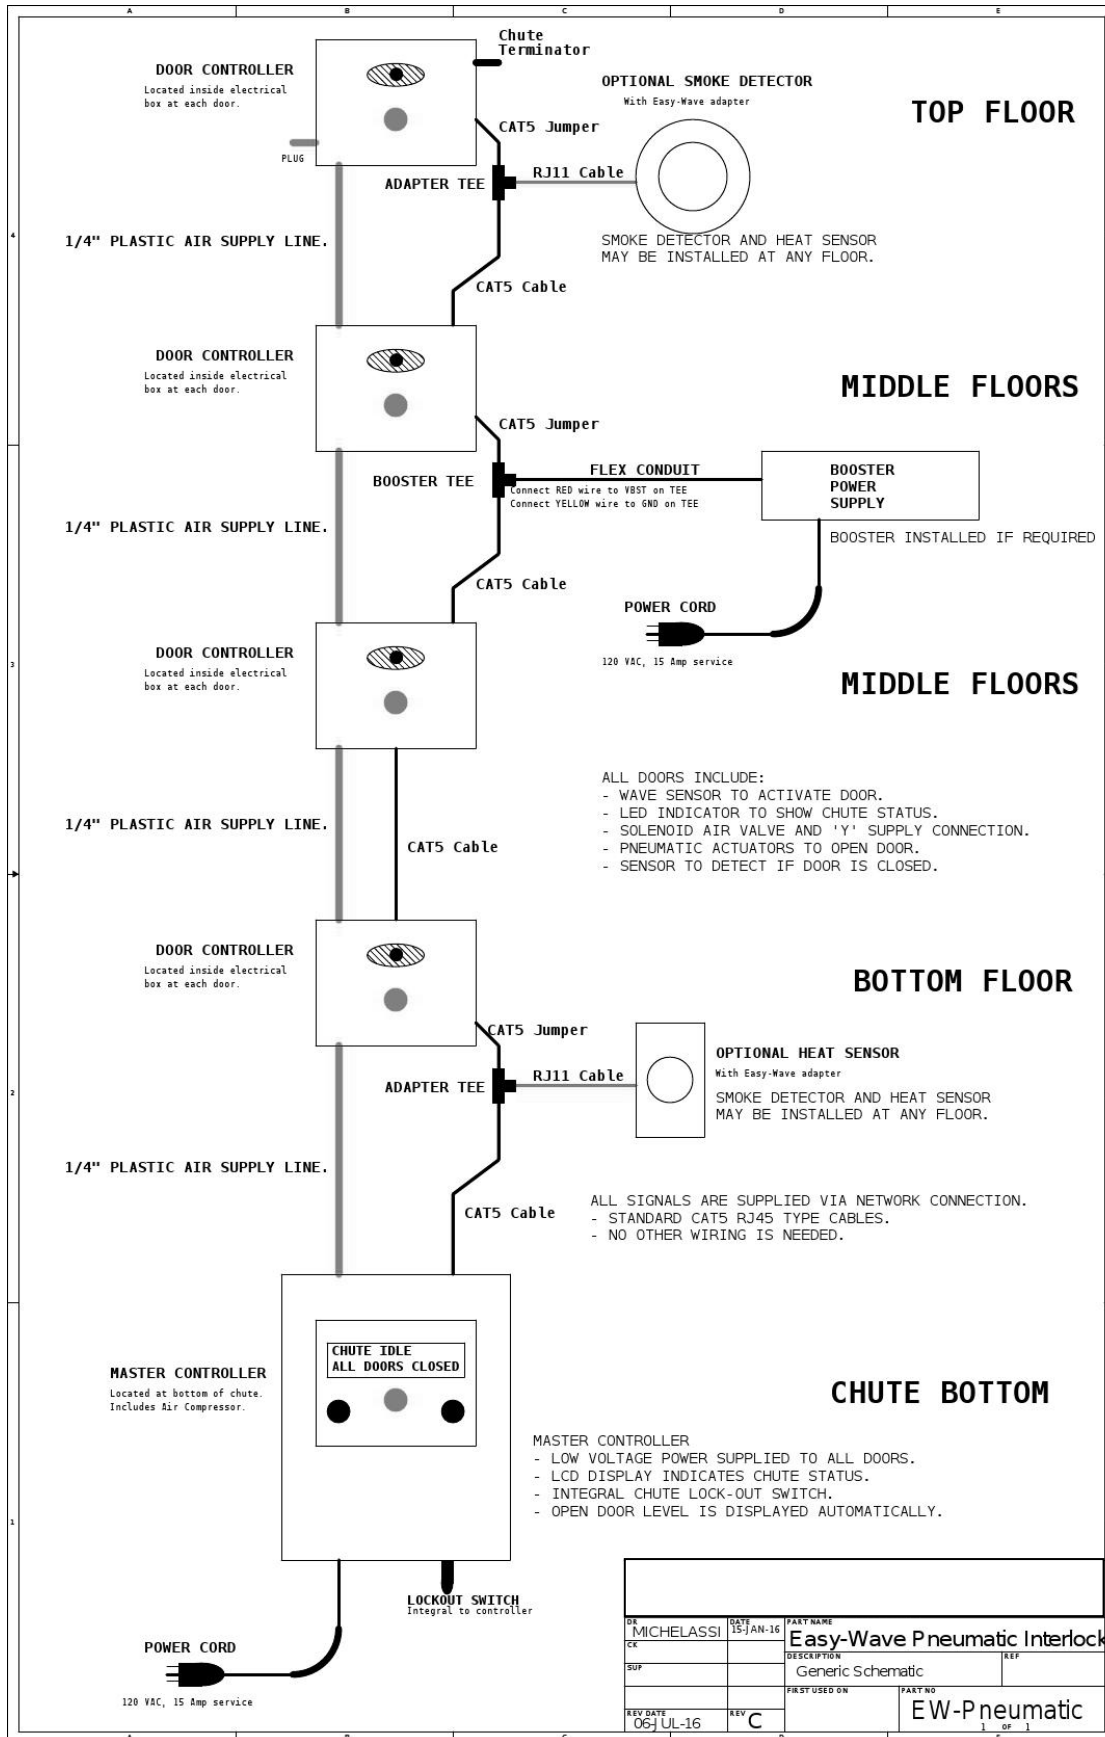 A B C D E
Chute
Terminator
DOOR CONTROLLER
Located inside electrical
box at each door.
OPTIONAL SMOKE DETECTOR
With Easy-Wave adapter
TOP FLOOR
CAT5 Jumper
PLUG
RJ11 Cable
ADAPTER TEE
4
1/4" PLASTIC AIR SUPPLY LINE.
SMOKE DETECTOR AND HEAT SENSOR
MAY BE INSTALLED AT ANY FLOOR.
CAT5 Cable
DOOR CONTROLLER
Located inside electrical
box at each door.
MIDDLE FLOORS
CAT5 Jumper
BOOSTER TEE
FLEX CONDUIT
Connect RED wire to VBST on TEE
Connect YELLOW wire to GND on TEE
BOOSTER
POWER
SUPPLY
1/4" PLASTIC AIR SUPPLY LINE.
BOOSTER INSTALLED IF REQUIRED
CAT5 Cable
POWER CORD
120 VAC, 15 Amp service
DOOR CONTROLLER
Located inside electrical
box at each door.
3
MIDDLE FLOORS
ALL DOORS INCLUDE:
- WAVE SENSOR TO ACTIVATE DOOR.
- LED INDICATOR TO SHOW CHUTE STATUS.
- SOLENOID AIR VALVE AND 'Y' SUPPLY CONNECTION.
- PNEUMATIC ACTUATORS TO OPEN DOOR.
- SENSOR TO DETECT IF DOOR IS CLOSED.
1/4" PLASTIC AIR SUPPLY LINE.
CAT5 Cable
DOOR CONTROLLER
Located inside electrical
box at each door.
BOTTOM FLOOR
CAT5 Jumper
OPTIONAL HEAT SENSOR
With Easy-Wave adapter
RJ11 Cable
ADAPTER TEE
2
SMOKE DETECTOR AND HEAT SENSOR
MAY BE INSTALLED AT ANY FLOOR.
1/4" PLASTIC AIR SUPPLY LINE.
CAT5 Cable
ALL SIGNALS ARE SUPPLIED VIA NETWORK CONNECTION.
- STANDARD CAT5 RJ45 TYPE CABLES.
- NO OTHER WIRING IS NEEDED.
CHUTE IDLE
ALL DOORS CLOSED
MASTER CONTROLLER
Located at bottom of chute.
Includes Air Compressor.
CHUTE BOTTOM
MASTER CONTROLLER
- LOW VOLTAGE POWER SUPPLIED TO ALL DOORS.
- LCD DISPLAY INDICATES CHUTE STATUS.
- INTEGRAL CHUTE LOCK-OUT SWITCH.
- OPEN DOOR LEVEL IS DISPLAYED AUTOMATICALLY.
1
LOCKOUT SWITCH
Integral to controller
POWER CORD
120 VAC, 15 Amp service
DR
MICHELASSI
DATE
15-JAN-16
PART NAME
Easy-Wave Pneumatic Interlock
CK
DESCRIPTION
Generic Schematic
REF
SUP
FIRST USED ON
PART NO
EW-Pneumatic
REV DATE
06-JUL-16
REV
C
1 OF 1